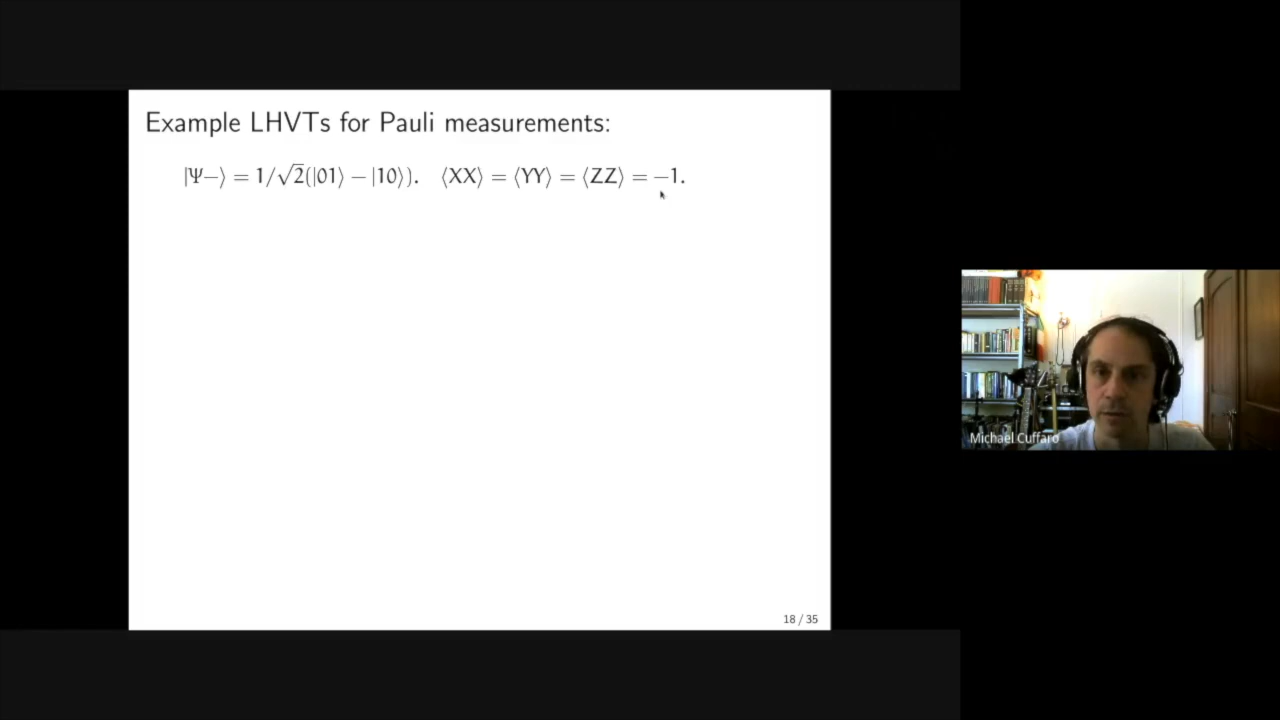 Example LHVTs for Pauli measurements:
|Ψ−⟩ = 1/√2(|01⟩ − |10⟩). ⟨XX⟩ = ⟨YY⟩ = ⟨ZZ⟩ = −1.
18 / 35
Michael Cuffaro